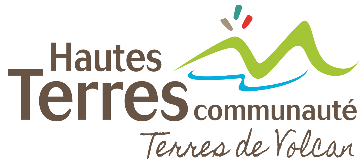 Hautes
Terres communauté
Terres de Volcan